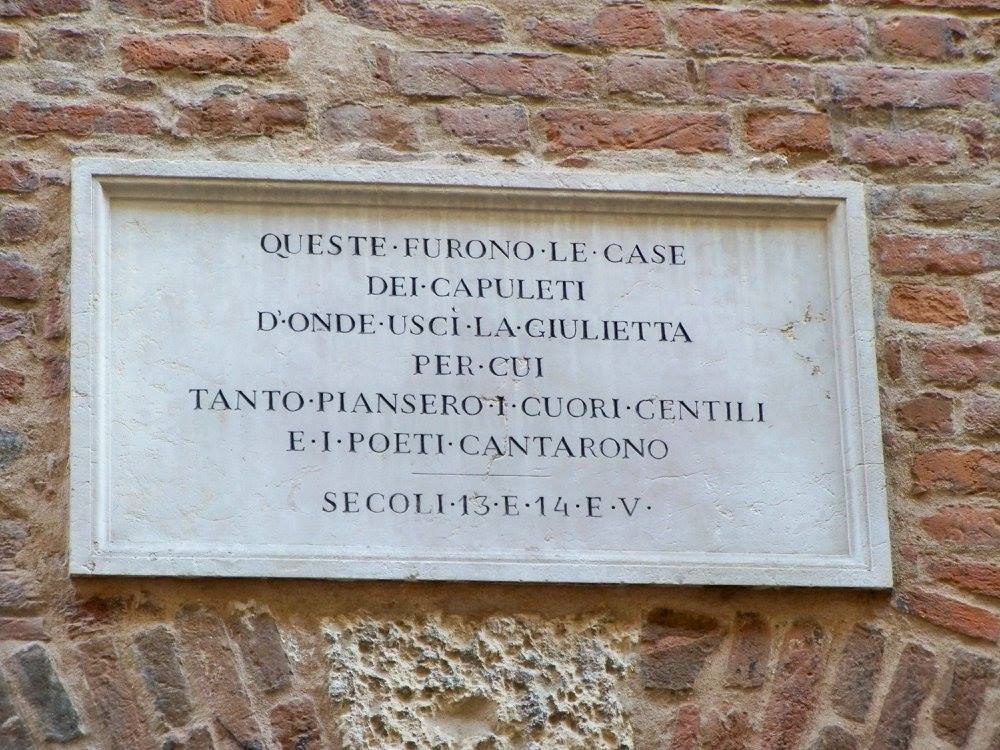 QUESTE·FURONO·LE·CASE
DEI·CAPULETI
D'ONDE·USCÌ·LA·GIULIETTA
PER·CUI
TANTO·PIANSERO·I·CUORI·CENTILI
E·I·POETI·CANTARONO
SECOLI·13·E·14·E·V·